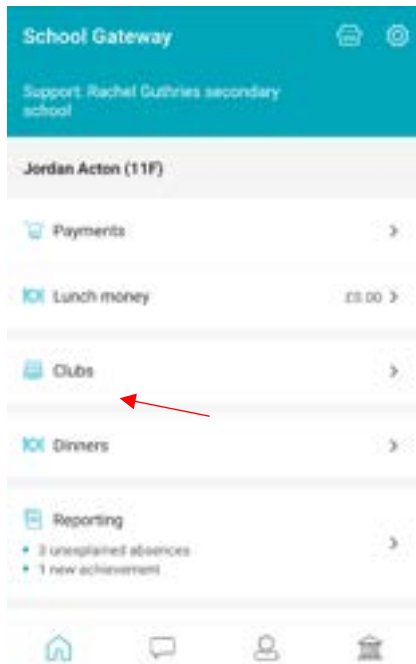 School Gateway
Support: Rachel Guthries secondary
school
Jordan Acton (11F)
Payments
Lunch money £5.00
Clubs
Dinners
Reporting
3 unexplained absences
1 new achievement